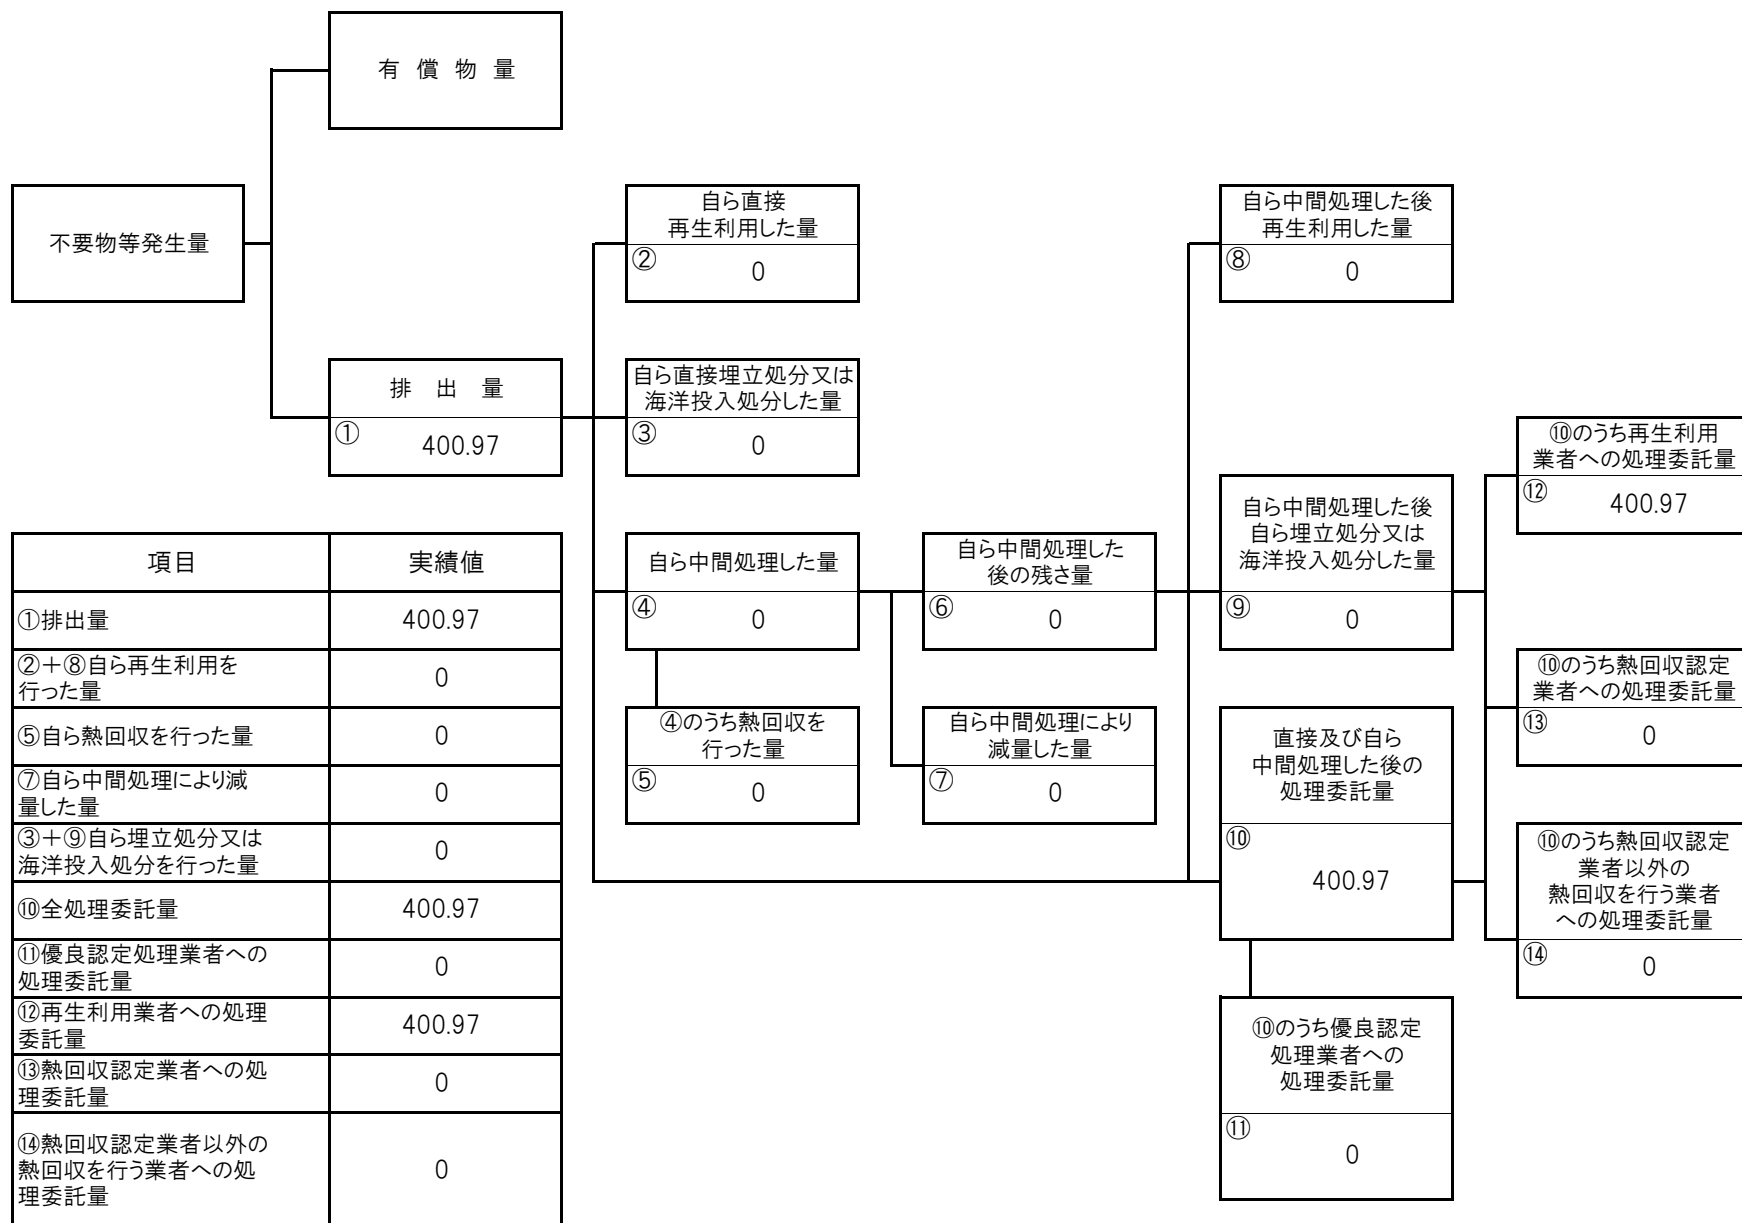 有 償 物 量
不要物等発生量
自ら直接
再生利用した量
② 0
自ら中間処理した後
再生利用した量
⑧ 0
排 出 量
① 400.97
自ら直接埋立処分又は
海洋投入処分した量
③ 0
自ら中間処理した量
④ 0
④のうち熱回収を
行った量
⑤ 0
自ら中間処理した
後の残さ量
⑥ 0
自ら中間処理により
減量した量
⑦ 0
自ら中間処理した後
自ら埋立処分又は
海洋投入処分した量
⑨ 0
直接及び自ら
中間処理した後の
処理委託量
⑩
400.97
⑩のうち優良認定
処理業者への
処理委託量
⑪
0
⑩のうち再生利用
業者への処理委託量
⑫ 400.97
⑩のうち熱回収認定
業者への処理委託量
⑬ 0
⑩のうち熱回収認定
業者以外の
熱回収を行う業者
への処理委託量
⑭ 0
項目 実績値
①排出量 400.97
②＋⑧自ら再生利用を
行った量 0
⑤自ら熱回収を行った量 0
⑦自ら中間処理により減
量した量 0
③＋⑨自ら埋立処分又は
海洋投入処分を行った量 0
⑩全処理委託量 400.97
⑪優良認定処理業者への
処理委託量 0
⑫再生利用業者への処理
委託量 400.97
⑬熱回収認定業者への処
理委託量 0
⑭熱回収認定業者以外の
熱回収を行う業者への処
理委託量 0